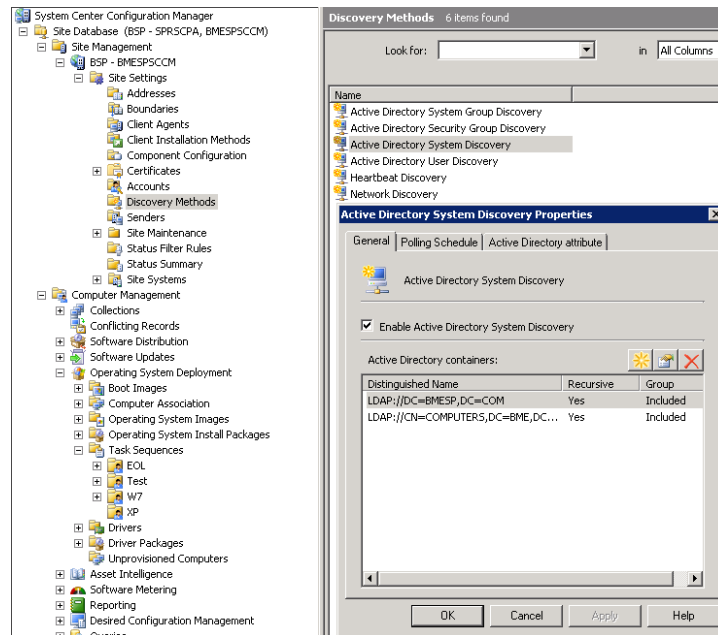 System Center Configuration Manager
Site Database (BSP - SPRSCPA, BMESPSCCM)
Site Management
BSP - BMESPSCCM
Site Settings
Addresses
Boundaries
Client Agents
Client Installation Methods
Component Configuration
Certificates
Accounts
Discovery Methods
Senders
Site Maintenance
Status Filter Rules
Status Summary
Site Systems
Computer Management
Collections
Conflicting Records
Software Distribution
Software Updates
Operating System Deployment
Boot Images
Computer Association
Operating System Images
Operating System Install Packages
Task Sequences
EOL
Test
W7
XP
Drivers
Driver Packages
Unprovisioned Computers
Asset Intelligence
Software Metering
Reporting
Desired Configuration Management
Queries
Discovery Methods 6 items found
Look for: in All Columns
Name
Active Directory System Group Discovery
Active Directory Security Group Discovery
Active Directory System Discovery
Active Directory User Discovery
Heartbeat Discovery
Network Discovery
Active Directory System Discovery Properties
General Polling Schedule Active Directory attribute
Active Directory System Discovery
Enable Active Directory System Discovery
Active Directory containers:
Distinguished Name Recursive Group
LDAP://DC=BMESP,DC=COM Yes Included
LDAP://CN=COMPUTERS,DC=BME,DC... Yes Included
OK Cancel Apply Help